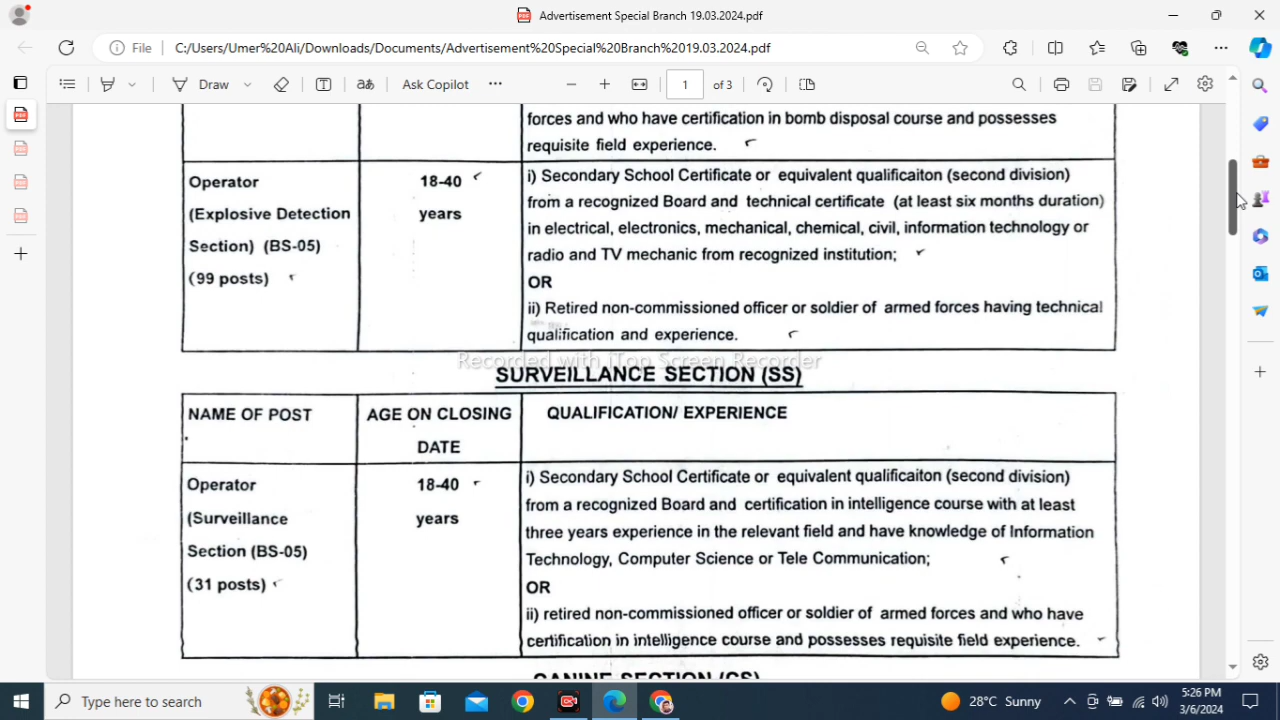 Advertisement Special Branch 19.03.2024.pdf
File
C:/Users/Umer%20Ali/Downloads/Documents/Advertisement%20Special%20Branch%2019.03.2024.pdf
Draw
Ask Copilot
1 of 3
forces and who have certification in bomb disposal course and possesses
requisite field experience.
Operator
(Explosive Detection
Section) (BS-05)
(99 posts)
18-40
years
i) Secondary School Certificate or equivalent qualificaiton (second division)
from a recognized Board and technical certificate (at least six months duration)
in electrical, electronics, mechanical, chemical, civil, information technology or
radio and TV mechanic from recognized institution;
OR
ii) Retired non-commissioned officer or soldier of armed forces having technical
qualification and experience.
Recorded with iTop Screen Recorder
SURVEILLANCE SECTION (SS)
NAME OF POST
AGE ON CLOSING
DATE
QUALIFICATION/ EXPERIENCE
Operator
(Surveillance
Section (BS-05)
(31 posts)
18-40
years
i) Secondary School Certificate or equivalent qualificaiton (second division)
from a recognized Board and certification in intelligence course with at least
three years experience in the relevant field and have knowledge of Information
Technology, Computer Science or Tele Communication;
OR
ii) retired non-commissioned officer or soldier of armed forces and who have
certification in intelligence course and possesses requisite field experience.
CANINE SECTION (CS)
Type here to search
28°C Sunny
5:26 PM
3/6/2024